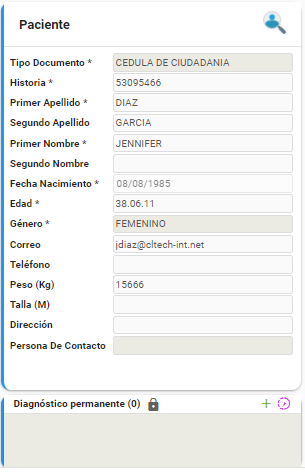 Paciente
Tipo Documento * CEDULA DE CIUDADANIA
Historia * 53095466
Primer Apellido * DIAZ
Segundo Apellido GARCIA
Primer Nombre * JENNIFER
Segundo Nombre
Fecha Nacimiento * 08/08/1985
Edad * 38.06.11
Género * FEMENINO
Correo jdiaz@cltech-int.net
Teléfono
Peso (Kg) 15666
Talla (M)
Dirección
Persona De Contacto
Diagnóstico permanente (0)